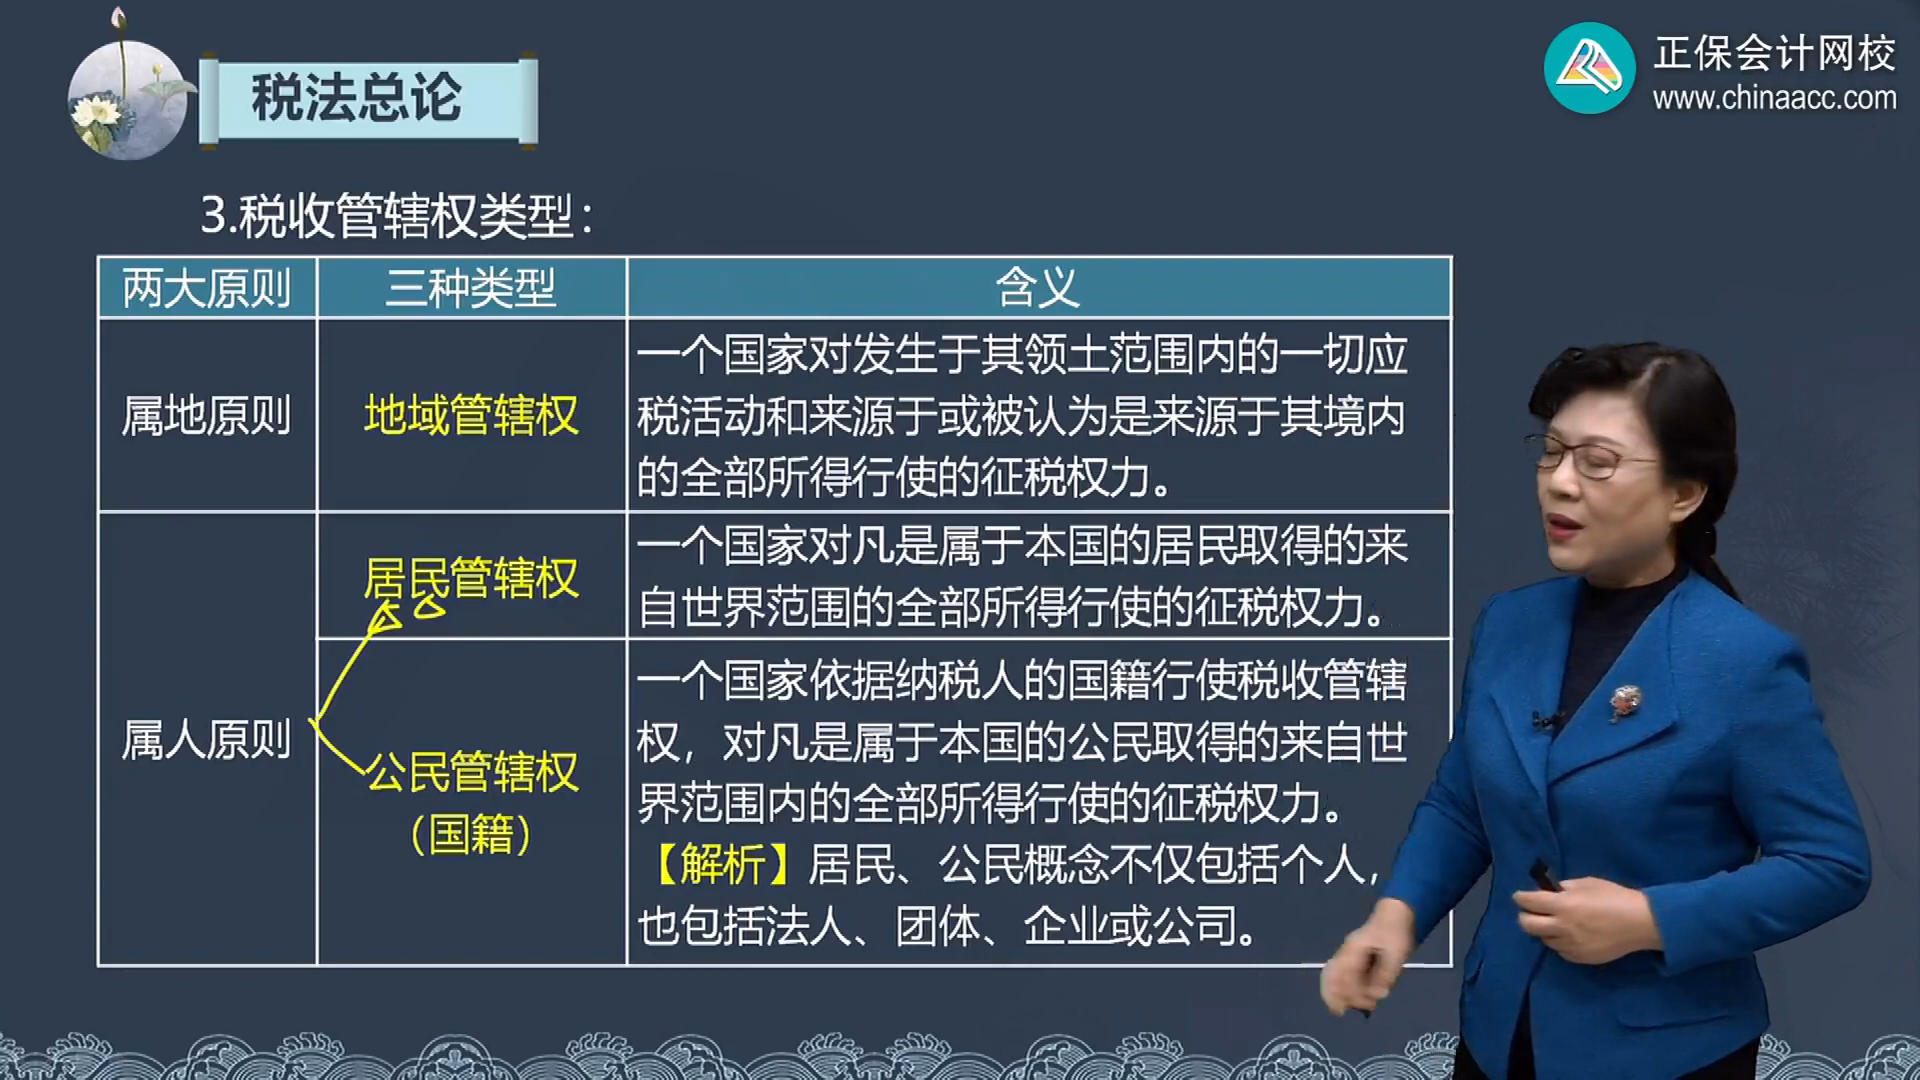 税法总论
正保会计网校
www.chinaacc.com
3.税收管辖权类型：
两大原则 三种类型 含义
属地原则 地域管辖权
一个国家对发生于其领土范围内的一切应
税活动和来源于或被认为是来源于其境内
的全部所得行使的征税权力。
属人原则
居民管辖权
一个国家对凡是属于本国的居民取得的来
自世界范围的全部所得行使的征税权力。
公民管辖权
（国籍）
一个国家依据纳税人的国籍行使税收管辖
权，对凡是属于本国的公民取得的来自世
界范围内的全部所得行使的征税权力。
【解析】居民、公民概念不仅包括个人，
也包括法人、团体、企业或公司。